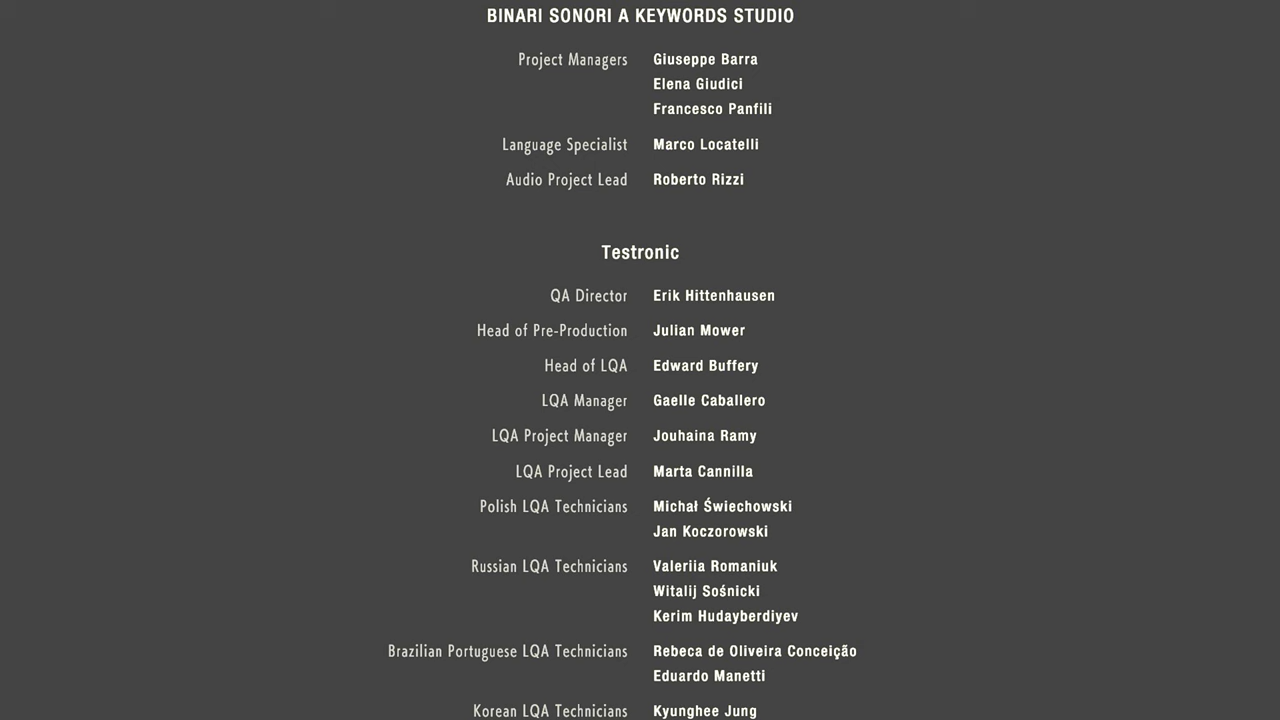 BINARI SONORI A KEYWORDS STUDIO
Project Managers Giuseppe Barra
Elena Giudici
Francesco Panfili
Language Specialist Marco Locatelli
Audio Project Lead Roberto Rizzi
Testronic
QA Director Erik Hittenhausen
Head of Pre-Production Julian Mower
Head of LQA Edward Buffery
LQA Manager Gaelle Caballero
LQA Project Manager Jouhaina Ramy
LQA Project Lead Marta Cannilla
Polish LQA Technicians Michał Świechowski
Jan Koczorowski
Russian LQA Technicians Valeriia Romaniuk
Witalij Sośnicki
Kerim Hudayberdiyev
Brazilian Portuguese LQA Technicians Rebeca de Oliveira Conceição
Eduardo Manetti
Korean LQA Technicians Kyunghee Jung